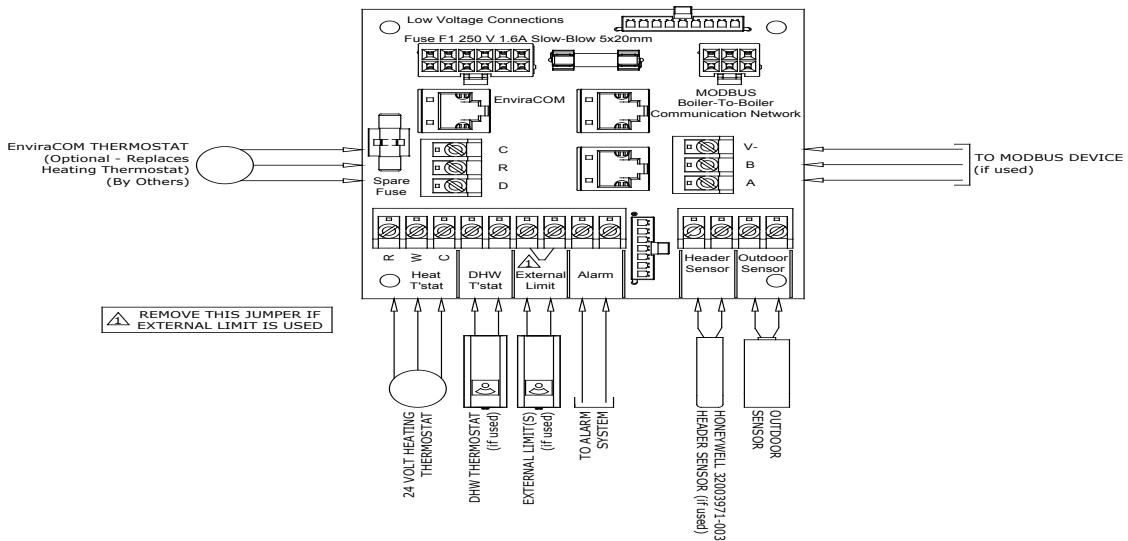 Low Voltage Connections
Fuse F1 250 V 1.6A Slow-Blow 5x20mm
EnviraCOM
MODBUS
Boiler-To-Boiler
Communication Network
EnviraCOM THERMOSTAT
(Optional - Replaces
Heating Thermostat)
(By Others)
Spare
Fuse
C
R
D
V-
B
A
TO MODBUS DEVICE
(if used)
R
W
C
Heat
T'stat
DHW
T'stat
1
External
Limit
Alarm
Header
Sensor
Outdoor
Sensor
1
REMOVE THIS JUMPER IF
EXTERNAL LIMIT IS USED
24 VOLT HEATING
THERMOSTAT
DHW THERMOSTAT
(if used)
EXTERNAL LIMIT(S)
(if used)
TO ALARM
SYSTEM
HONEYWELL 32003971-003
HEADER SENSOR (if used)
OUTDOOR
SENSOR